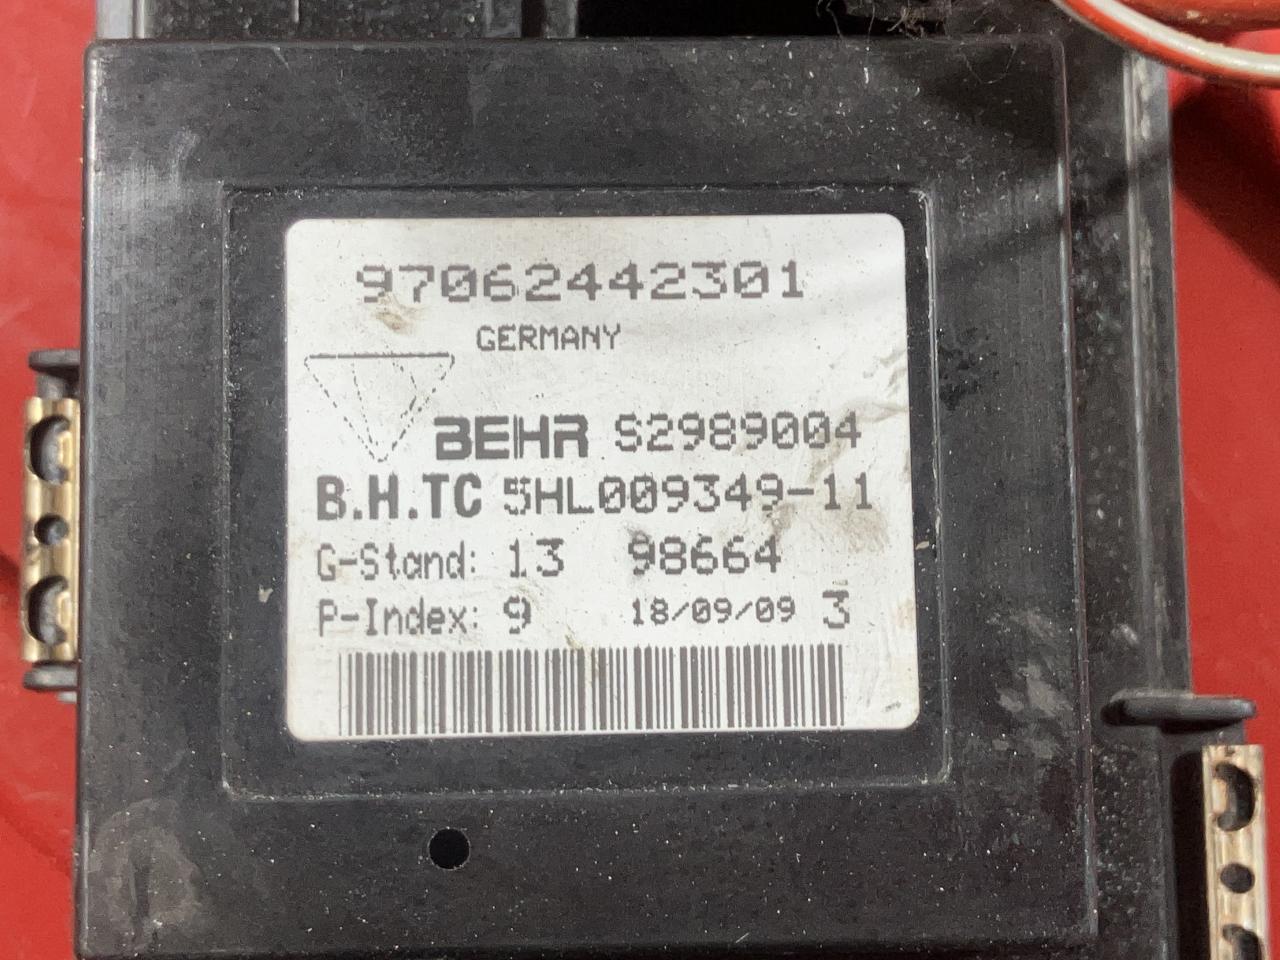 97062442301
GERMANY
BEHR S2989004
B.H.TC 5HL009349-11
G-Stand: 13 98664
P-Index: 9 18/09/09 3